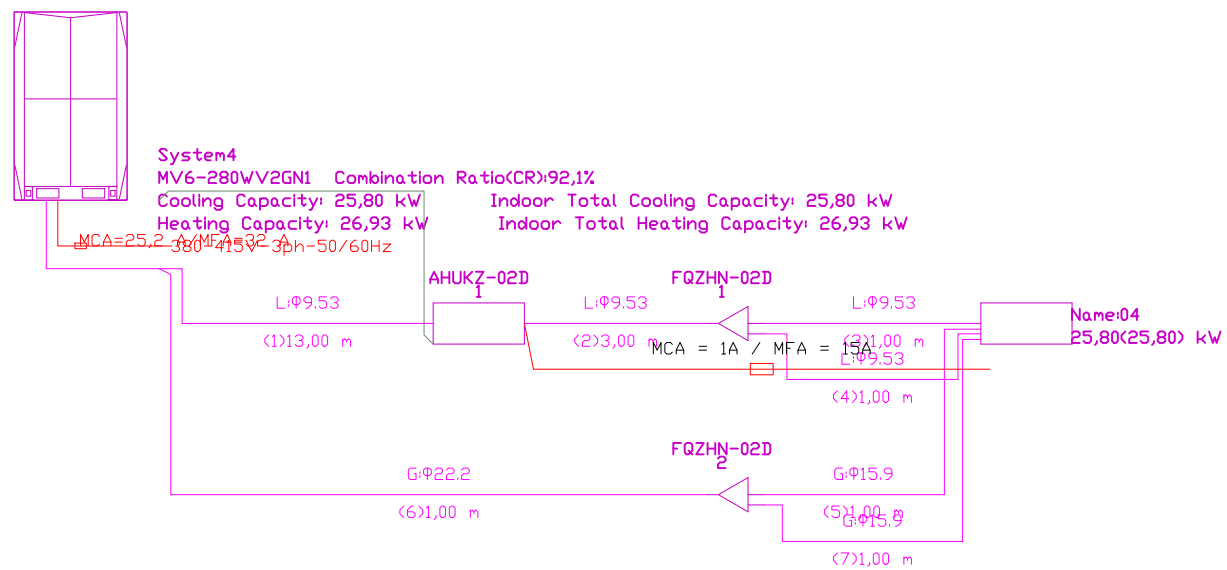 System4
MV6-280WV2GN1 Combination Ratio(CR):92,1%
Cooling Capacity: 25,80 kW Indoor Total Cooling Capacity: 25,80 kW
Heating Capacity: 26,93 kW Indoor Total Heating Capacity: 26,93 kW
MCA=25,2 A/MFA=32 A
380-415V-3ph-50/60Hz
AHUKZ-02D
1
FQZHN-02D
1
L:Φ9.53
L:Φ9.53
L:Φ9.53
Name:04
25,80(25,80) kW
(1)13,00 m
(2)3,00 m
(3)1,00 m
MCA = 1A / MFA = 15A
L:Φ9.53
(4)1,00 m
FQZHN-02D
2
G:Φ22.2
G:Φ15.9
(6)1,00 m
(5)1,00 m
G:Φ15.9
(7)1,00 m